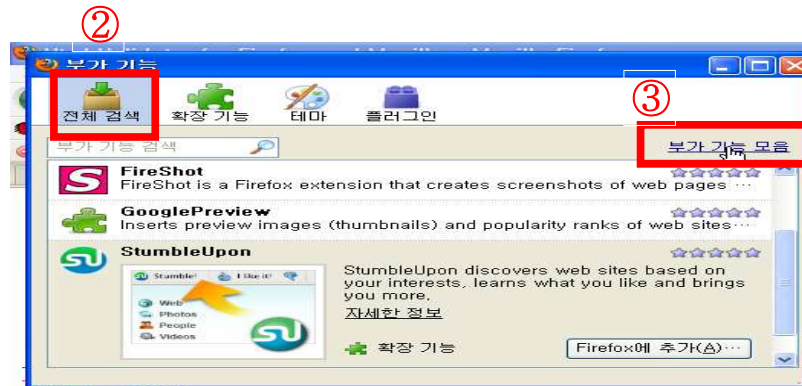 ②
부가 기능
전체 검색
확장 기능
테마
플러그인
③
부가 기능 검색
부가 기능 모음
FireShot
FireShot is a Firefox extension that creates screenshots of web pages ...
GooglePreview
Inserts preview images (thumbnails) and popularity ranks of web sites...
StumbleUpon
Stumble!
I like it!
Web
Photos
People
Videos
StumbleUpon discovers web sites based on
your interests, learns what you like and brings
you more.
자세한 정보
확장 기능
Firefox에 추가(A)...